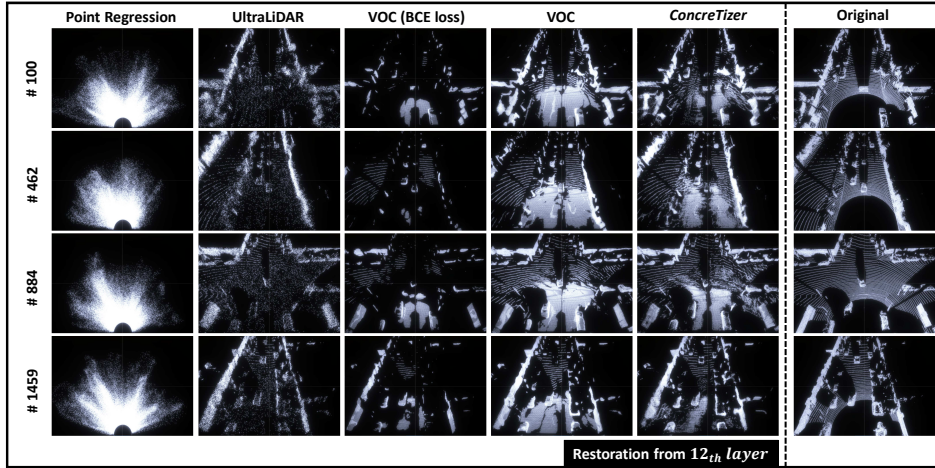 Point Regression UltraLiDAR VOC (BCE loss) VOC ConcreTizer Original
# 100
# 462
# 884
# 1459
Restoration from 12th layer